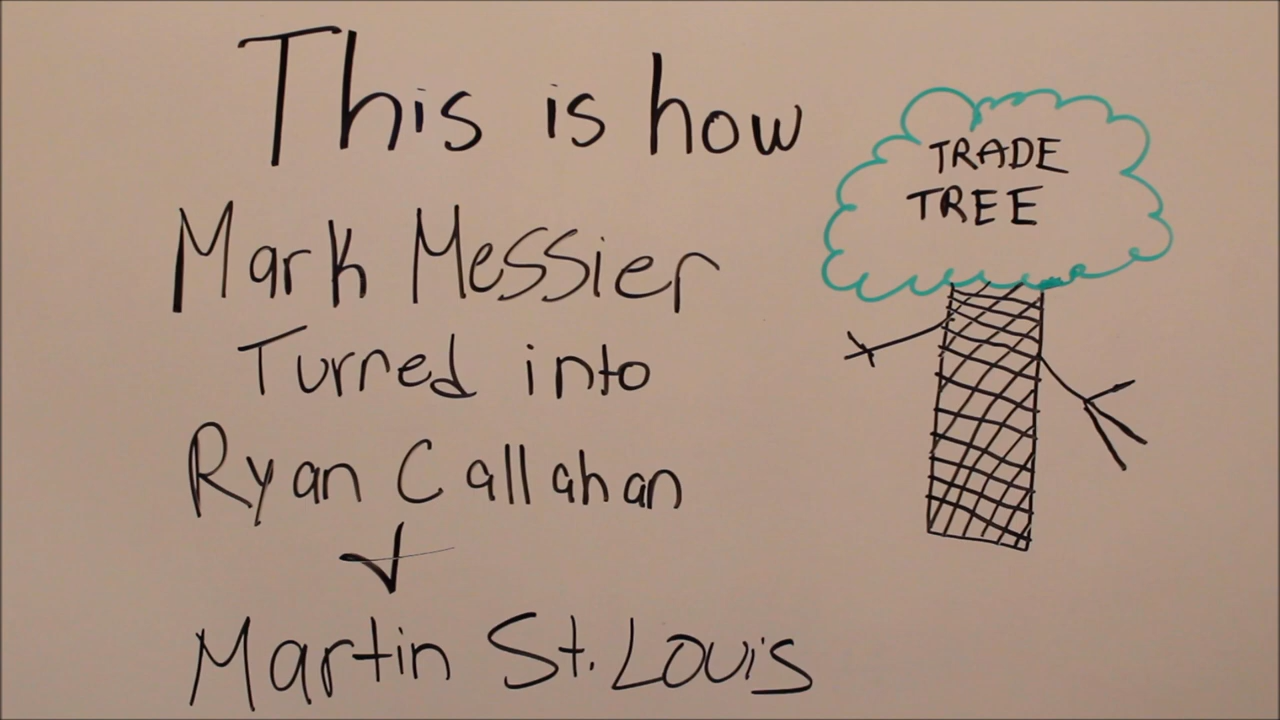 This is how
Mark Messier
Turned into
Ryan Callahan
+
Martin St. Louis
TRADE
TREE